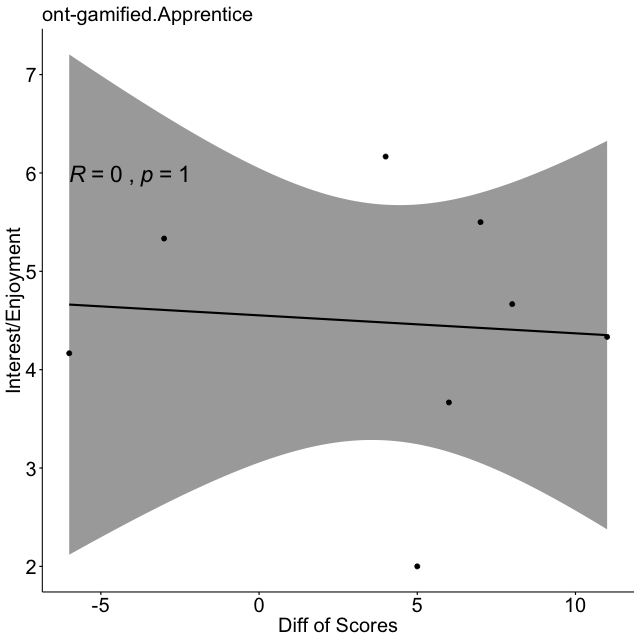 ont-gamified.Apprentice
7
6
R = 0 , p = 1
5
4
3
2
Interest/Enjoyment
-5 0 5 10
Diff of Scores